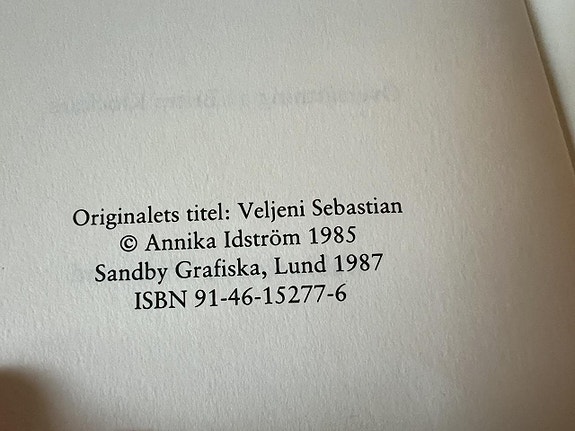 Originalets titel: Veljeni Sebastian
© Annika Idström 1985
Sandby Grafiska, Lund 1987
ISBN 91-46-15277-6